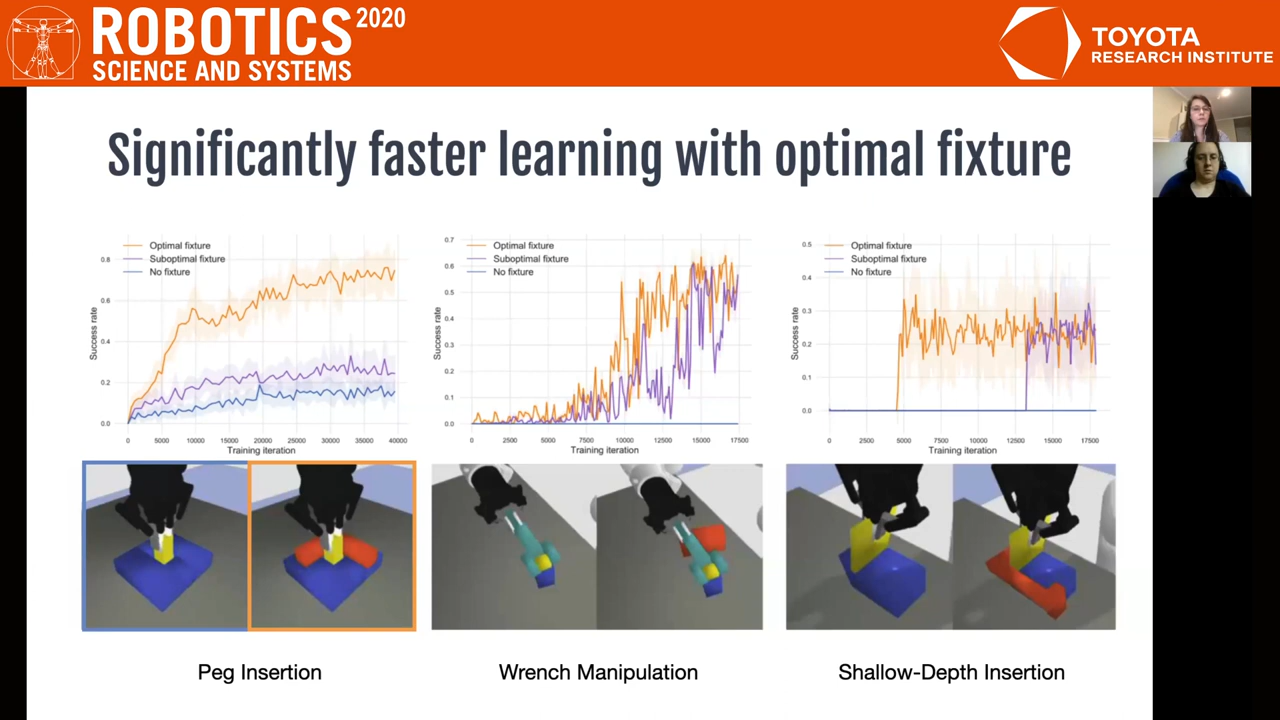 ROBOTICS 2020
SCIENCE AND SYSTEMS
TOYOTA
RESEARCH INSTITUTE
Significantly faster learning with optimal fixture
Optimal fixture
Suboptimal fixture
No fixture
Success rate
0.8
0.6
0.4
0.2
0.0
0 5000 10000 15000 20000 25000 30000 35000 40000
Training iteration
Optimal fixture
Suboptimal fixture
No fixture
Success rate
0.7
0.6
0.5
0.4
0.3
0.2
0.1
0.0
0 2500 5000 7500 10000 12500 15000 17500
Training iteration
Optimal fixture
Suboptimal fixture
No fixture
Success rate
0.5
0.4
0.3
0.2
0.1
0.0
0 2500 5000 7500 10000 12500 15000 17500
Training iteration
Peg Insertion
Wrench Manipulation
Shallow-Depth Insertion